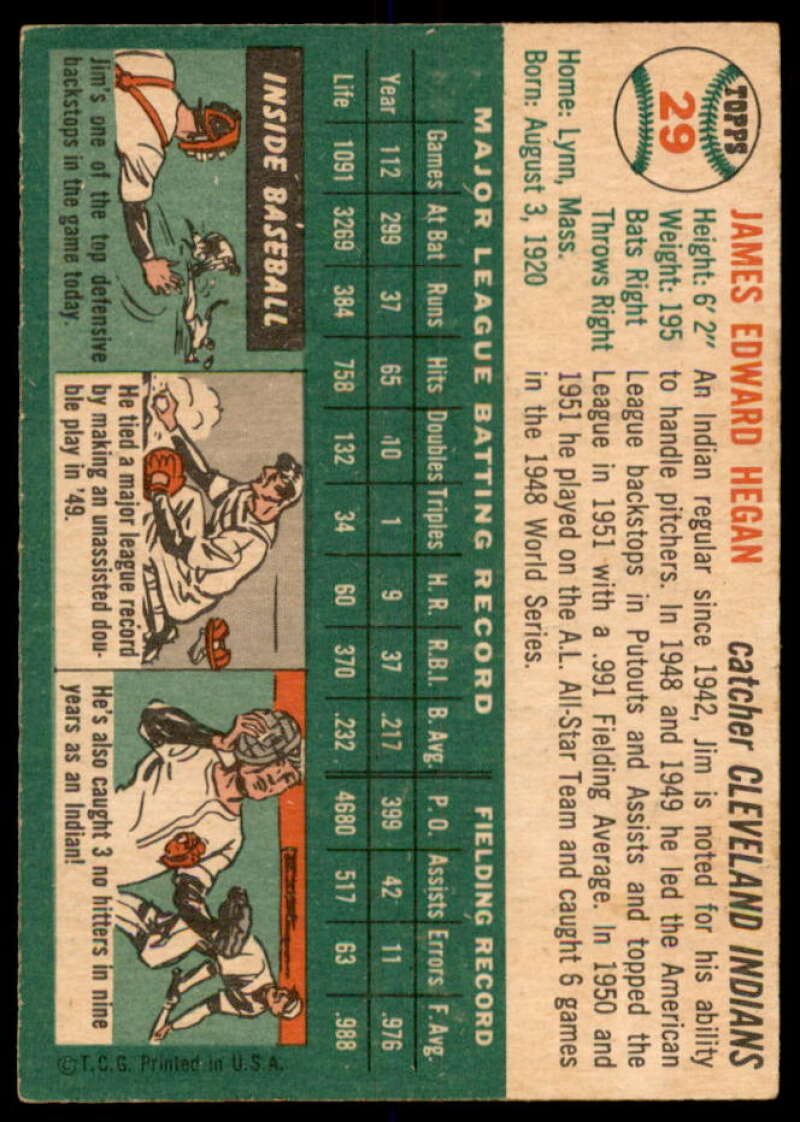 TOPPS
29
JAMES EDWARD HEGAN
catcher CLEVELAND INDIANS
Height: 6' 2"
Weight: 195
Bats Right
Throws Right
Home: Lynn, Mass.
Born: August 3, 1920
An Indian regular since 1942, Jim is noted for his ability
to handle pitchers. In 1948 and 1949 he led the American
League backstops in Putouts and Assists and topped the
League in 1951 with a .991 Fielding Average. In 1950 and
1951 he played on the A.L. All-Star Team and caught 6 games
in the 1948 World Series.
MAJOR LEAGUE BATTING RECORD FIELDING RECORD
Games At Bat Runs Hits Doubles Triples H. R. R.B.I. B. Avg. P. O. Assists Errors F. Avg.
Year 112 299 37 65 10 1 9 37 .217 399 42 11 .976
Life 1091 3269 384 758 132 34 60 370 .232 4680 517 63 .988
INSIDE BASEBALL
Jim's one of the top defensive
backstops in the game today.
He tied a major league record
by making an unassisted dou-
ble play in '49.
He's also caught 3 no hitters in nine
years as an Indian!
© T. C. G. Printed in U. S. A.